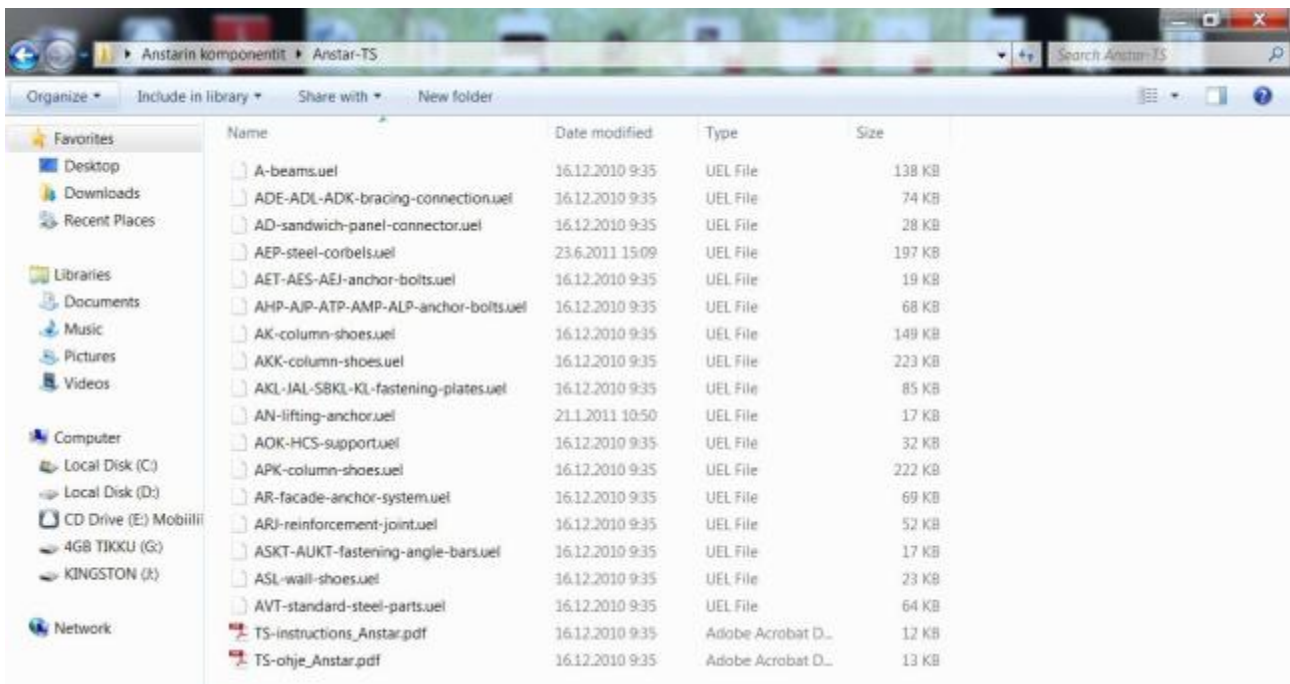 Anstarin komponentit Anstar-TS Search Anstar-TS
Organize Include in library Share with New folder
Favorites
Desktop
Downloads
Recent Places
Libraries
Documents
Music
Pictures
Videos
Computer
Local Disk (C:)
Local Disk (D:)
CD Drive (E:) Mobiilii
4GB TIKKU (G:)
KINGSTON (J:)
Network
Name Date modified Type Size
A-beams.uel 16.12.2010 9:35 UEL File 138 KB
ADE-ADL-ADK-bracing-connection.uel 16.12.2010 9:35 UEL File 74 KB
AD-sandwich-panel-connector.uel 16.12.2010 9:35 UEL File 28 KB
AEP-steel-corbels.uel 23.6.2011 15:09 UEL File 197 KB
AET-AES-AEJ-anchor-bolts.uel 16.12.2010 9:35 UEL File 19 KB
AHP-AJP-ATP-AMP-ALP-anchor-bolts.uel 16.12.2010 9:35 UEL File 68 KB
AK-column-shoes.uel 16.12.2010 9:35 UEL File 149 KB
AKK-column-shoes.uel 16.12.2010 9:35 UEL File 223 KB
AKL-JAL-SBKL-KL-fastening-plates.uel 16.12.2010 9:35 UEL File 85 KB
AN-lifting-anchor.uel 21.1.2011 10:50 UEL File 17 KB
AOK-HCS-support.uel 16.12.2010 9:35 UEL File 32 KB
APK-column-shoes.uel 16.12.2010 9:35 UEL File 222 KB
AR-facade-anchor-system.uel 16.12.2010 9:35 UEL File 69 KB
ARJ-reinforcement-joint.uel 16.12.2010 9:35 UEL File 52 KB
ASKT-AUKT-fastening-angle-bars.uel 16.12.2010 9:35 UEL File 17 KB
ASL-wall-shoes.uel 16.12.2010 9:35 UEL File 23 KB
AVT-standard-steel-parts.uel 16.12.2010 9:35 UEL File 64 KB
TS-instructions_Anstar.pdf 16.12.2010 9:35 Adobe Acrobat D... 12 KB
TS-ohje_Anstar.pdf 16.12.2010 9:35 Adobe Acrobat D... 13 KB